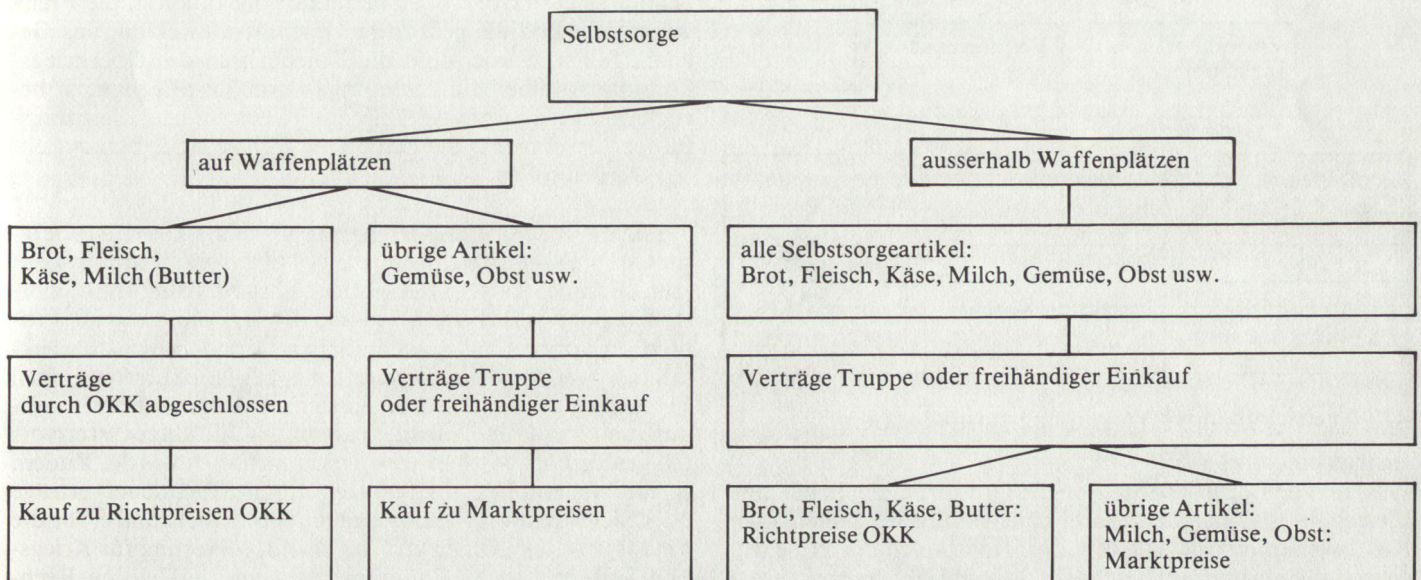 Selbstsorge
auf Waffenplätzen
ausserhalb Waffenplätzen
Brot, Fleisch,
Käse, Milch (Butter)
übrige Artikel:
Gemüse, Obst usw.
alle Selbstsorgeartikel:
Brot, Fleisch, Käse, Milch, Gemüse, Obst usw.
Verträge
durch OKK abgeschlossen
Verträge Truppe
oder freihändiger Einkauf
Verträge Truppe oder freihändiger Einkauf
Kauf zu Richtpreisen OKK
Kauf zu Marktpreisen
Brot, Fleisch, Käse, Butter:
Richtpreise OKK
übrige Artikel:
Milch, Gemüse, Obst:
Marktpreise